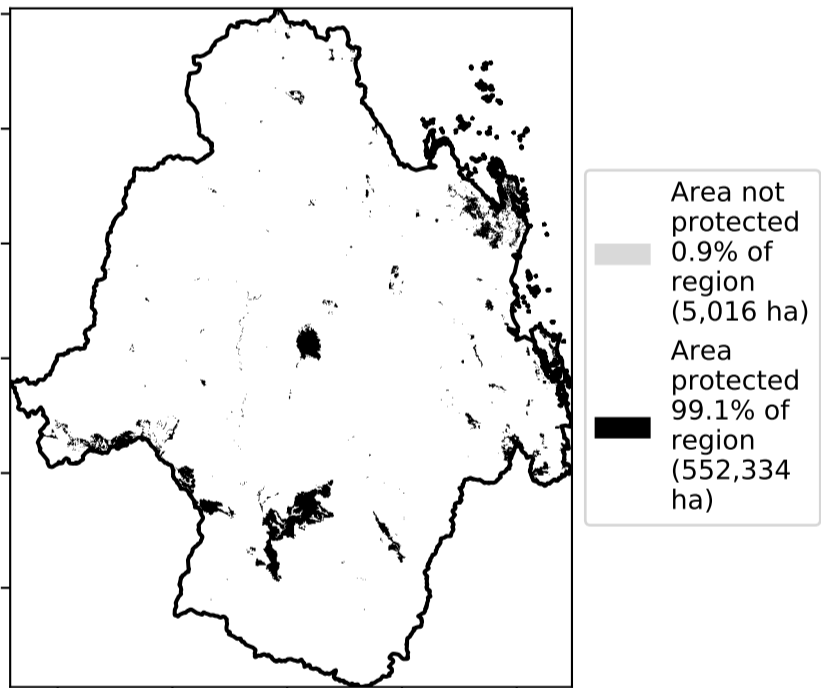 Area not
protected
0.9% of
region
(5,016 ha)
Area
protected
99.1% of
region
(552,334
ha)